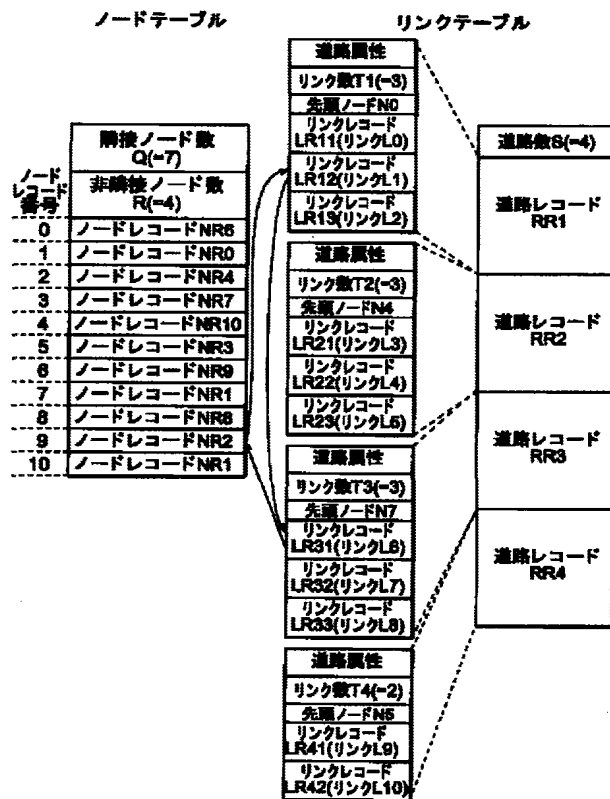 ノードテーブル
リンクテーブル
隣接ノード数
Q(=7)
非隣接ノード数
R(=4)
ノード
レコード
番号
0 ノードレコードNR6
1 ノードレコードNR0
2 ノードレコードNR4
3 ノードレコードNR7
4 ノードレコードNR10
5 ノードレコードNR3
6 ノードレコードNR9
7 ノードレコードNR1
8 ノードレコードNR8
9 ノードレコードNR2
10 ノードレコードNR1
道路属性
リンク数T1(=3)
先頭ノードN0
リンクレコード
LR11(リンクL0)
リンクレコード
LR12(リンクL1)
リンクレコード
LR13(リンクL2)
道路属性
リンク数T2(=3)
先頭ノードN4
リンクレコード
LR21(リンクL3)
リンクレコード
LR22(リンクL4)
リンクレコード
LR23(リンクL5)
道路属性
リンク数T3(=3)
先頭ノードN7
リンクレコード
LR31(リンクL6)
リンクレコード
LR32(リンクL7)
リンクレコード
LR33(リンクL8)
道路属性
リンク数T4(=2)
先頭ノードN5
リンクレコード
LR41(リンクL9)
リンクレコード
LR42(リンクL10)
道路数S(=4)
道路レコード
RR1
道路レコード
RR2
道路レコード
RR3
道路レコード
RR4